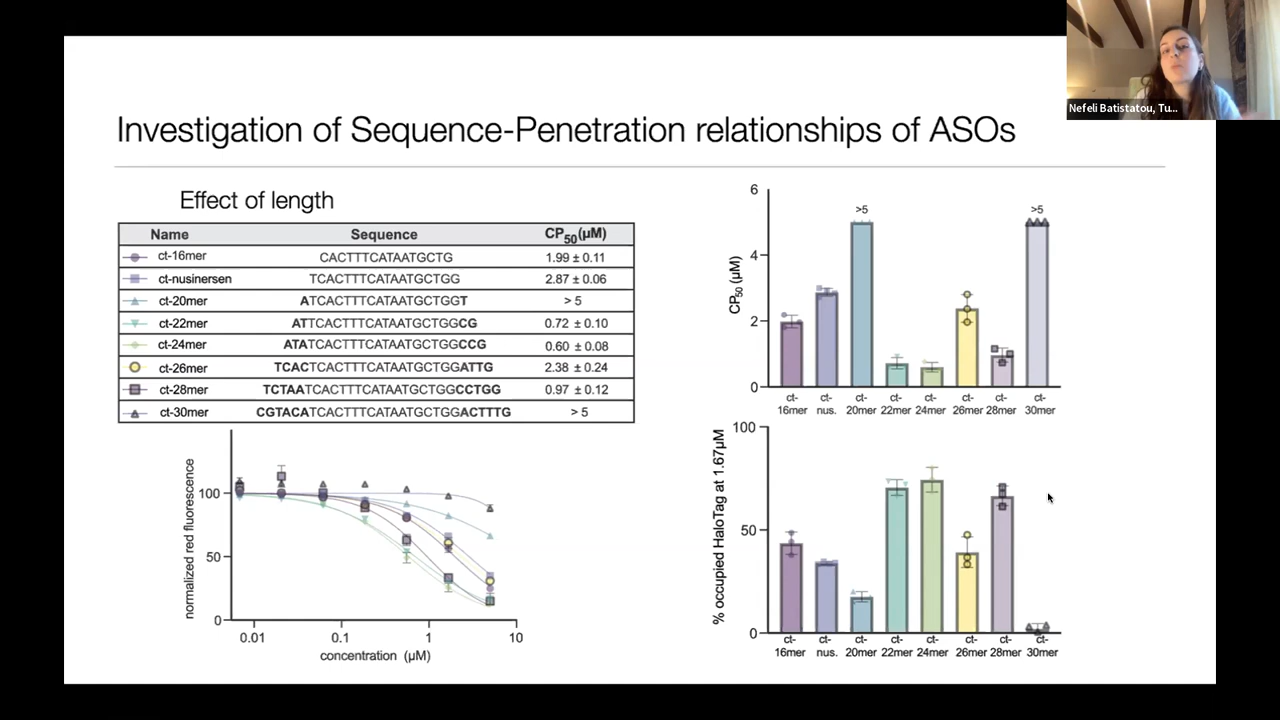 Nefeli Batistatou, Tu...
Investigation of Sequence-Penetration relationships of ASOs
Effect of length
Name Sequence CP50(µM)
ct-16mer CACTTTCATAATGCTG 1.99 ± 0.11
ct-nusinersen TCACTTTCATAATGCTGG 2.87 ± 0.06
ct-20mer ATCACTTTCATAATGCTGGT > 5
ct-22mer ATTCACTTTCATAATGCTGGCG 0.72 ± 0.10
ct-24mer ATATCACTTTCATAATGCTGGCCG 0.60 ± 0.08
ct-26mer TCACTCACTTTCATAATGCTGGATTG 2.38 ± 0.24
ct-28mer TCTAATCACTTTCATAATGCTGGCCTGG 0.97 ± 0.12
ct-30mer CGTACATCACTTTCATAATGCTGGACTTTG > 5
normalized red fluorescence
100
50
0
0.01 0.1 1 10
concentration (µM)
CP50 (µM)
6
4
2
0
>5 >5
ct- ct- ct- ct- ct- ct- ct- ct-
16mer nus. 20mer 22mer 24mer 26mer 28mer 30mer
% occupied HaloTag at 1.67µM
100
50
0
ct- ct- ct- ct- ct- ct- ct- ct-
16mer nus. 20mer 22mer 24mer 26mer 28mer 30mer